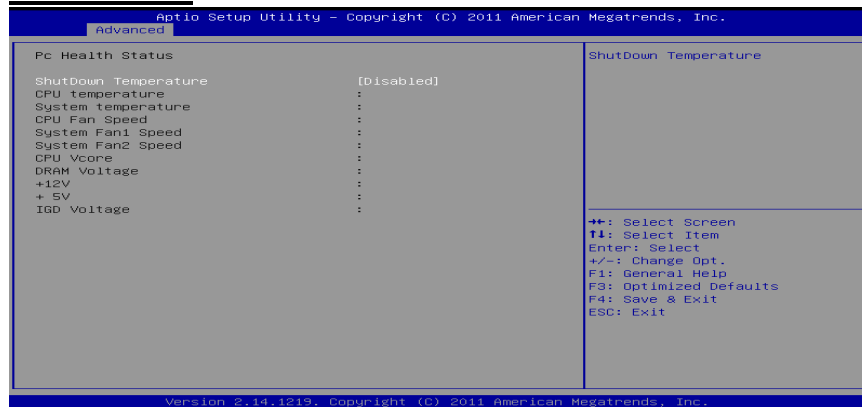 Aptio Setup Utility – Copyright (C) 2011 American Megatrends, Inc.
Advanced
Pc Health Status
ShutDown Temperature [Disabled]
CPU temperature :
System temperature :
CPU Fan Speed :
System Fan1 Speed :
System Fan2 Speed :
CPU Vcore :
DRAM Voltage :
+12V :
+ 5V :
IGD Voltage :
ShutDown Temperature
→←: Select Screen
↑↓: Select Item
Enter: Select
+/-: Change Opt.
F1: General Help
F3: Optimized Defaults
F4: Save & Exit
ESC: Exit
Version 2.14.1219. Copyright (C) 2011 American Megatrends, Inc.